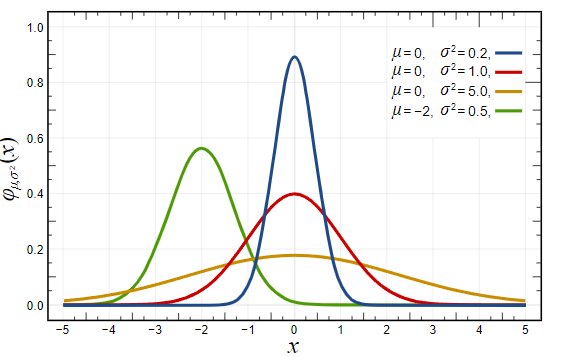 1.0
μ=0, σ²=0.2,
μ=0, σ²=1.0,
0.8
μ=0, σ²=5.0,
μ=−2, σ²=0.5,
0.6
φμ,σ²(x)
0.4
0.2
0.0
−5 −4 −3 −2 −1 0 1 2 3 4 5
x